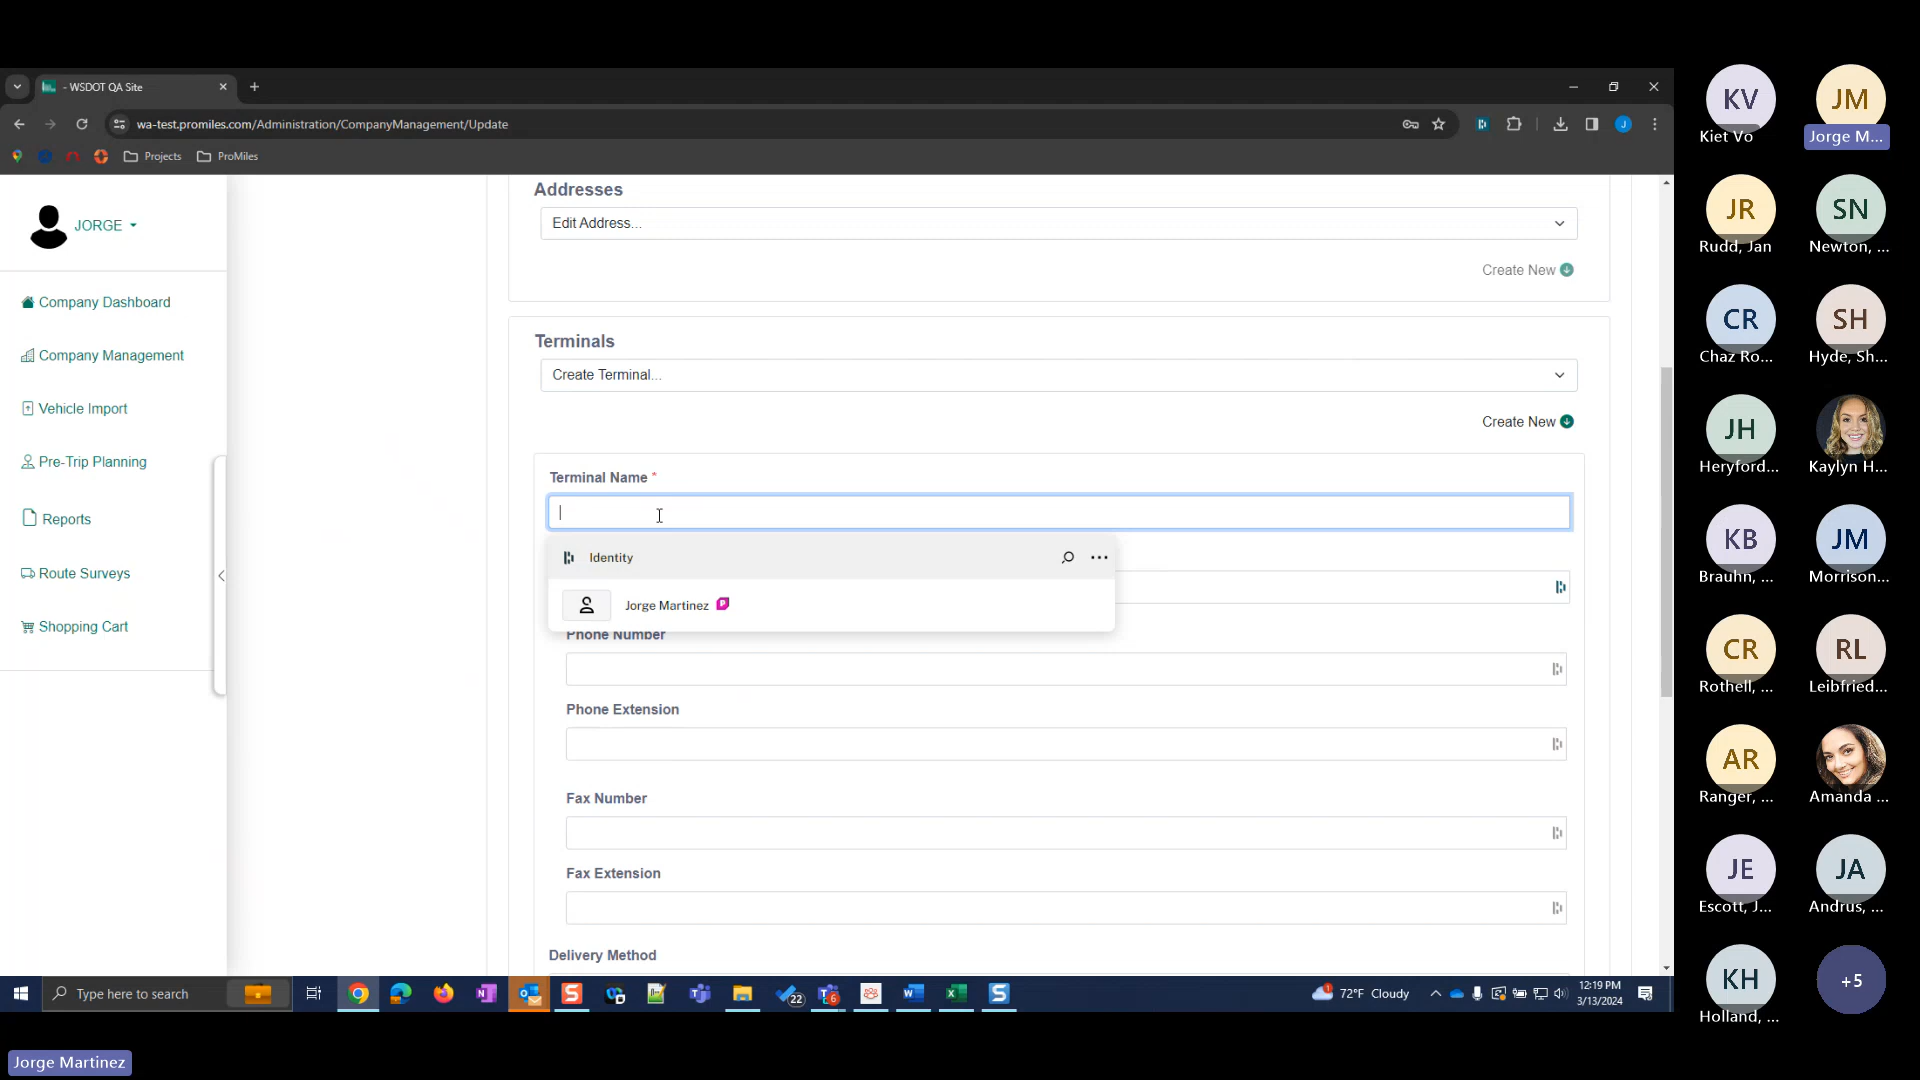 - WSDOT QA Site
wa-test.promiles.com/Administration/CompanyManagement/Update
J
Projects
ProMiles
JORGE
Company Dashboard
Company Management
Vehicle Import
Pre-Trip Planning
Reports
Route Surveys
Shopping Cart
Addresses
Edit Address...
Create New
Terminals
Create Terminal...
Create New
Terminal Name *
Identity
Jorge Martinez
Phone Number
Phone Extension
Fax Number
Fax Extension
Delivery Method
Type here to search
22
6
72°F Cloudy
12:19 PM
3/13/2024
Jorge Martinez
KV
Kiet Vo
JM
Jorge M...
JR
Rudd, Jan
SN
Newton, ...
CR
Chaz Ro...
SH
Hyde, Sh...
JH
Heryford...
Kaylyn H...
KB
Brauhn, ...
JM
Morrison...
CR
Rothell, ...
RL
Leibfried...
AR
Ranger, ...
Amanda ...
JE
Escott, J...
JA
Andrus, ...
KH
Holland, ...
+5